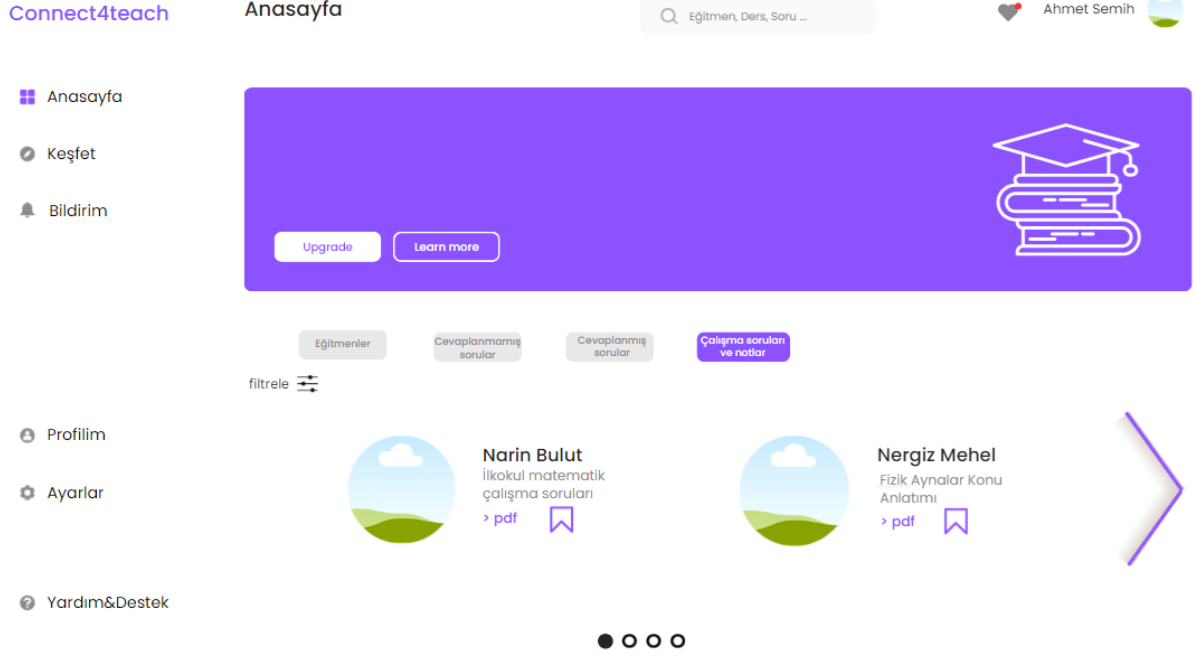 Connect4teach
Anasayfa
Eğitmen, Ders, Soru ...
Ahmet Semih
Anasayfa
Keşfet
Bildirim
Upgrade
Learn more
Eğitmenler
Cevaplanmamış
sorular
Cevaplanmış
sorular
Çalışma soruları
ve notlar
filtrele
Narin Bulut
İlkokul matematik
çalışma soruları
> pdf
Nergiz Mehel
Fizik Aynalar Konu
Anlatımı
> pdf
Profilim
Ayarlar
Yardım&Destek